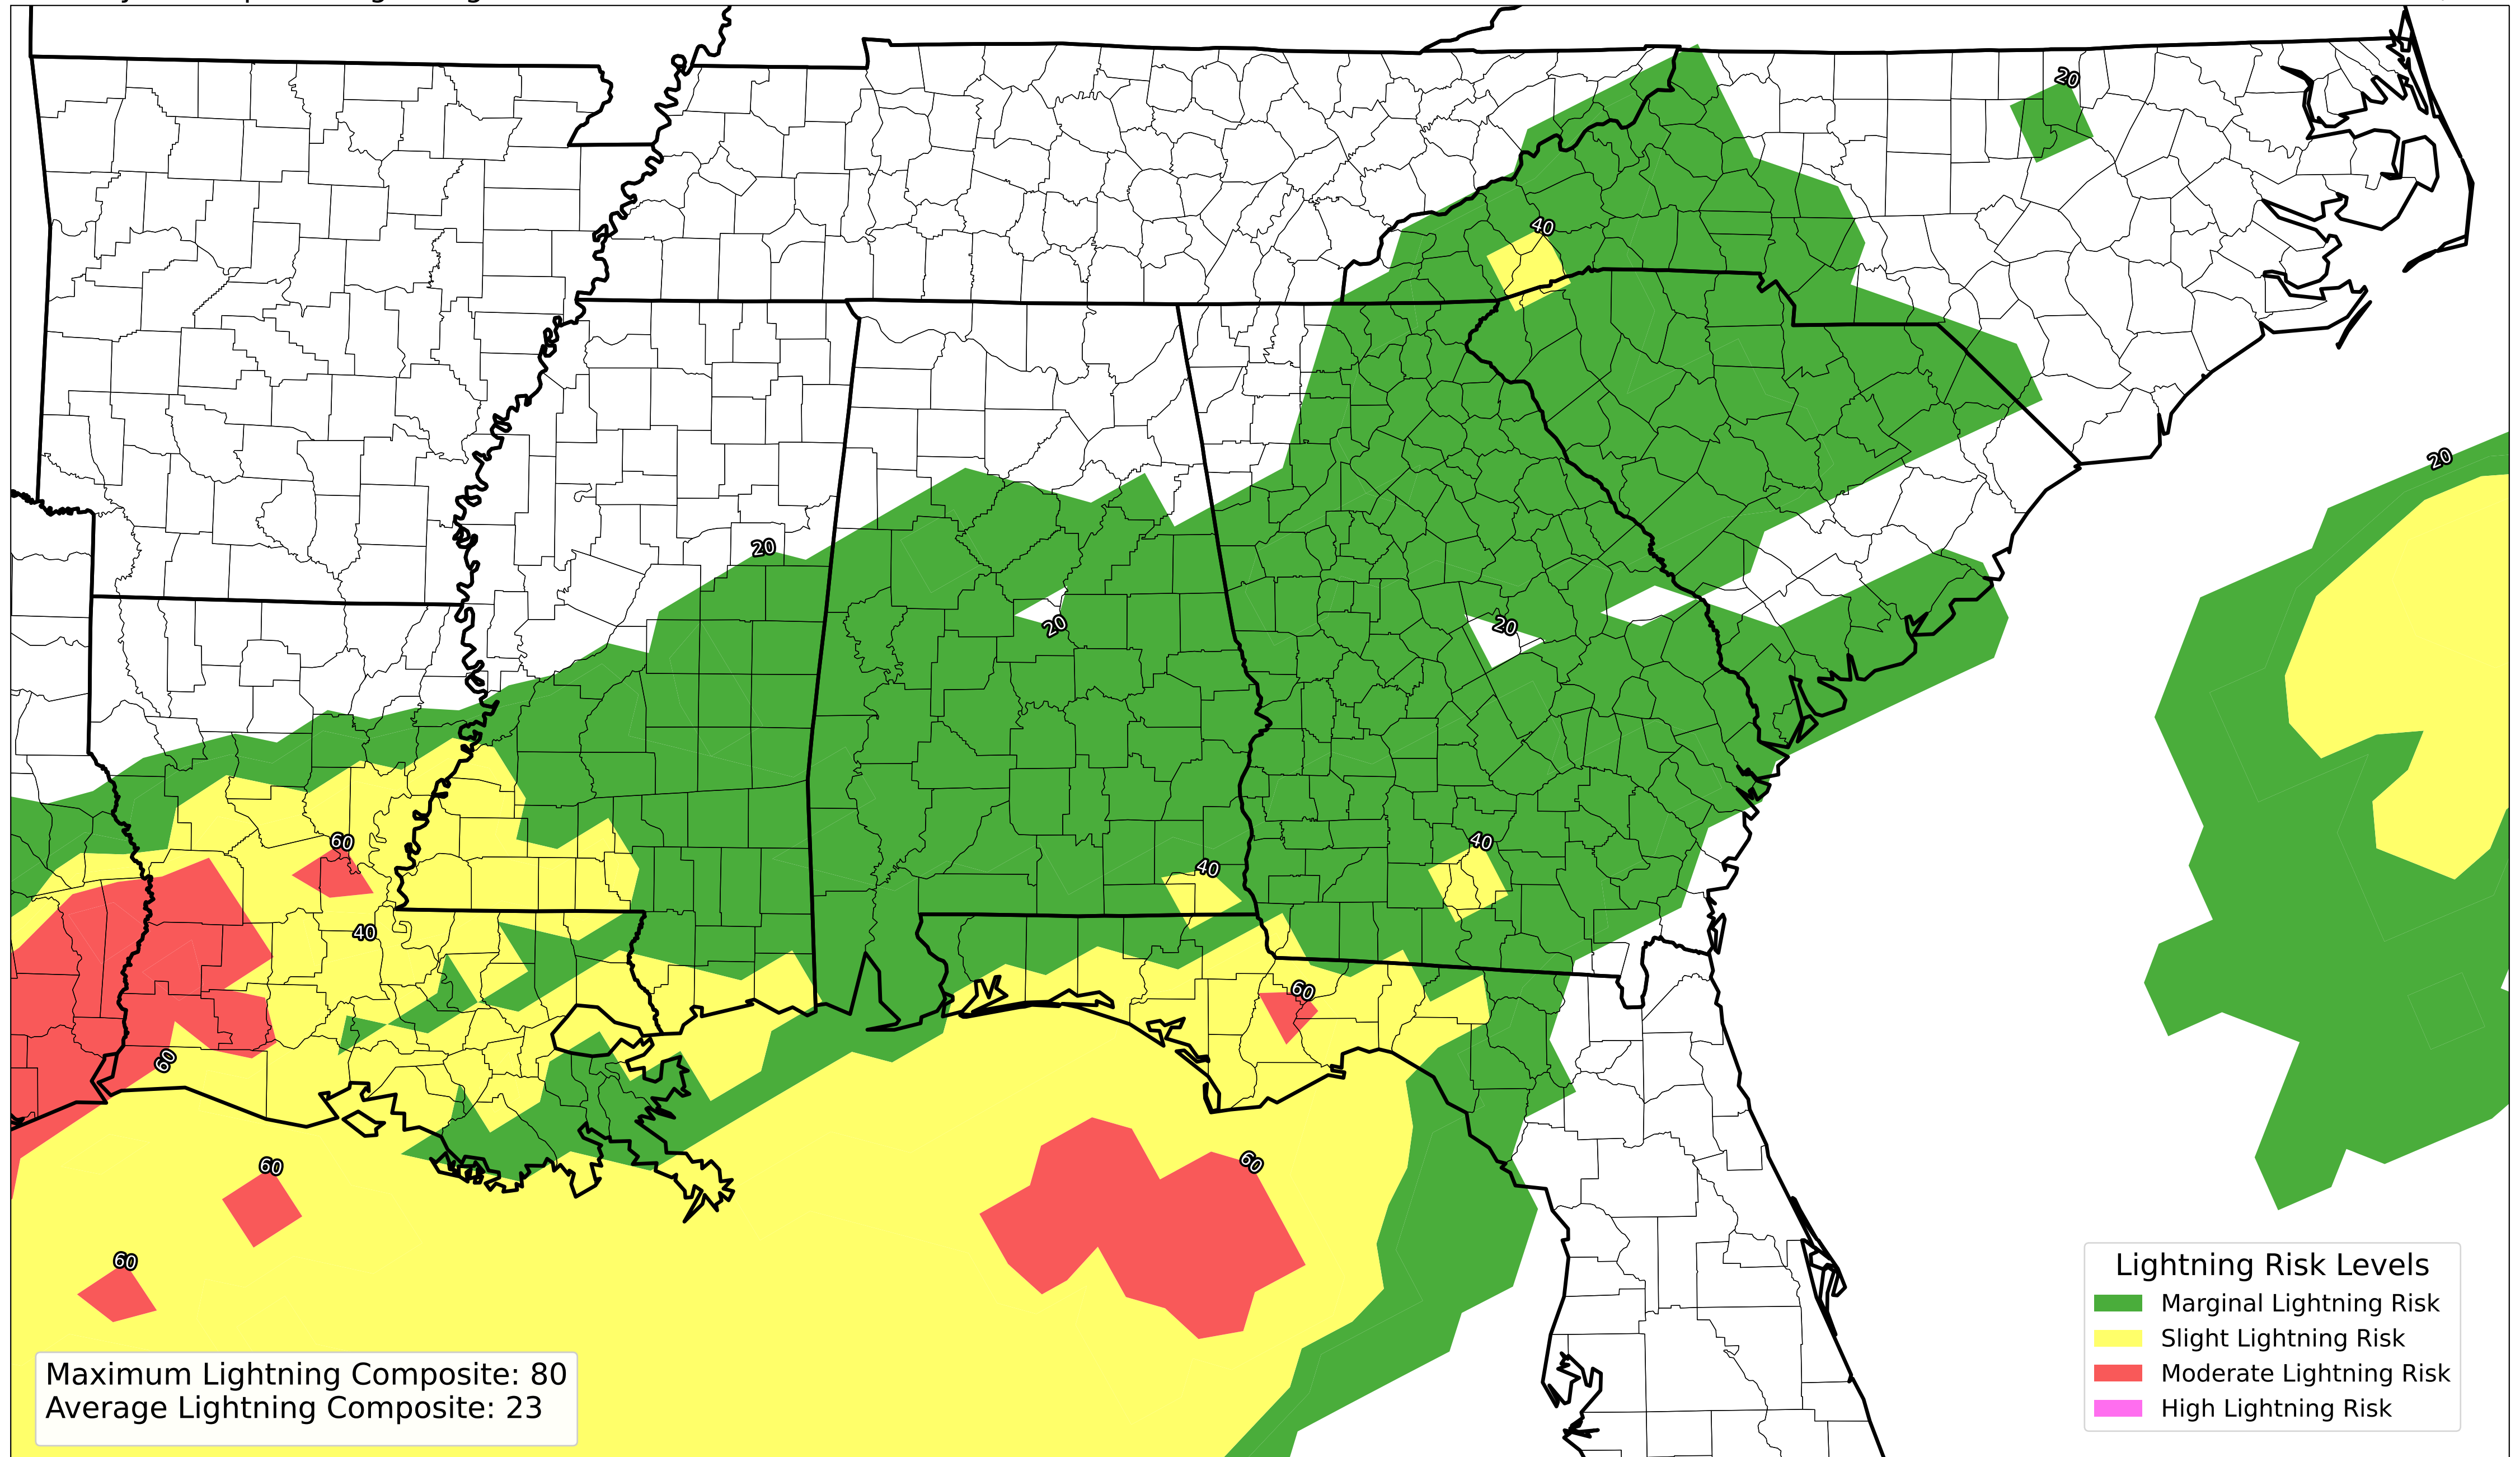 20
40
20
20
20
20
60
40
40
40
60
60
60
60
60
Lightning Risk Levels
Marginal Lightning Risk
Slight Lightning Risk
Moderate Lightning Risk
High Lightning Risk
Maximum Lightning Composite: 80
Average Lightning Composite: 23